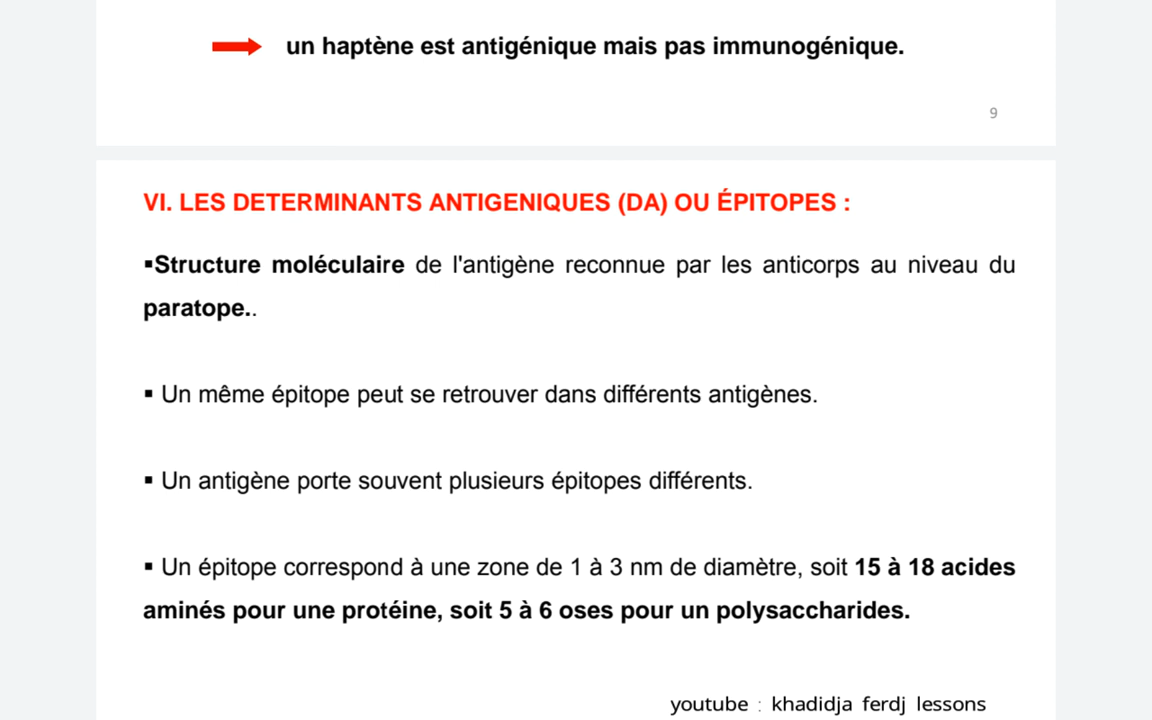 un haptène est antigénique mais pas immunogénique.
9
VI. LES DETERMINANTS ANTIGENIQUES (DA) OU ÉPITOPES :
▪Structure moléculaire de l'antigène reconnue par les anticorps au niveau du
paratope..
▪ Un même épitope peut se retrouver dans différents antigènes.
▪ Un antigène porte souvent plusieurs épitopes différents.
▪ Un épitope correspond à une zone de 1 à 3 nm de diamètre, soit 15 à 18 acides
aminés pour une protéine, soit 5 à 6 oses pour un polysaccharides.
youtube : khadidja ferdj lessons